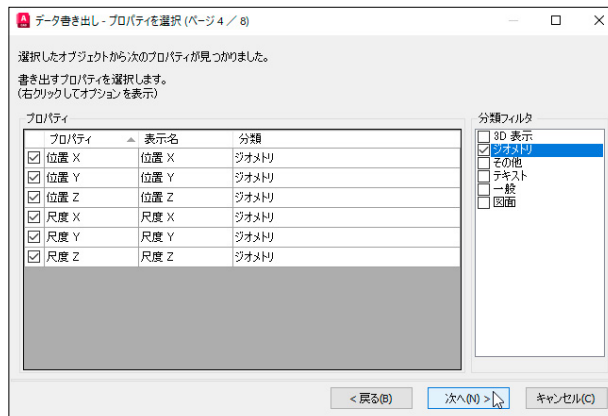 データ書き出し - プロパティを選択 (ページ 4 ／ 8)
選択したオブジェクトから次のプロパティが見つかりました。
書き出すプロパティを選択します。
(右クリックしてオプションを表示)
プロパティ
プロパティ 表示名 分類
位置 X 位置 X ジオメトリ
位置 Y 位置 Y ジオメトリ
位置 Z 位置 Z ジオメトリ
尺度 X 尺度 X ジオメトリ
尺度 Y 尺度 Y ジオメトリ
尺度 Z 尺度 Z ジオメトリ
分類フィルタ
3D 表示
ジオメトリ
その他
テキスト
一般
図面
< 戻る(B) 次へ(N) > キャンセル(C)